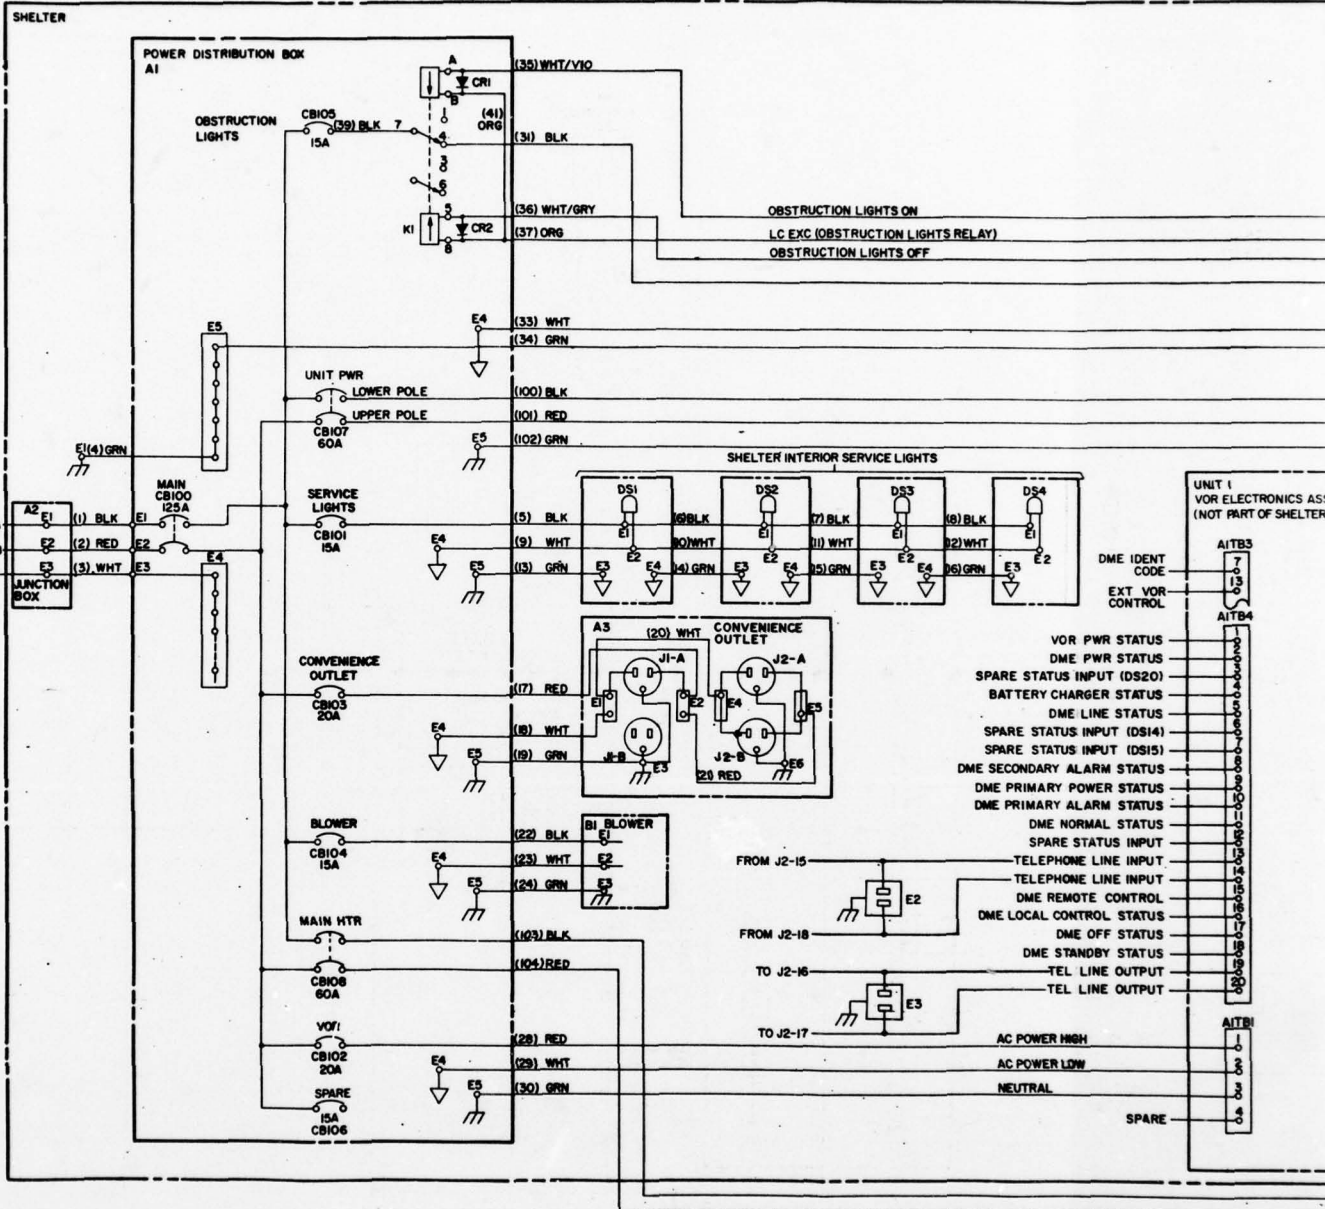 SHELTER
POWER DISTRIBUTION BOX
A1
OBSTRUCTION
LIGHTS
CB105
15A
(39) BLK
7
A
B
CR1
1
(41)
ORG
4
3
6
5
K1
8
CR2
(35) WHT/VIO
(31) BLK
(36) WHT/GRY
(37) ORG
OBSTRUCTION LIGHTS ON
LC EXC (OBSTRUCTION LIGHTS RELAY)
OBSTRUCTION LIGHTS OFF
E5
E4
(33) WHT
(34) GRN
UNIT PWR
LOWER POLE
UPPER POLE
CB107
60A
(100) BLK
(101) RED
E5
(102) GRN
E1
(4) GRN
MAIN
CB100
125A
A2
E1
(1) BLK
E1
E2
(2) RED
E2
E3
(3) WHT
E3
JUNCTION
BOX
E4
SERVICE
LIGHTS
CB101
15A
(5) BLK
E4
(9) WHT
E5
(13) GRN
SHELTER INTERIOR SERVICE LIGHTS
DS1
E1
E2
E3
E4
(6) BLK
(10) WHT
(14) GRN
DS2
E1
E2
E3
E4
(7) BLK
(11) WHT
(15) GRN
DS3
E1
E2
E3
E4
(8) BLK
(12) WHT
(16) GRN
DS4
E1
E2
E3
CONVENIENCE
OUTLET
CB103
20A
(17) RED
E4
(18) WHT
E5
(19) GRN
A3
(20) WHT
CONVENIENCE
OUTLET
J1-A
J2-A
E1
E2
E4
E5
J1-B
E3
J2-B
E6
(21) RED
BLOWER
CB104
15A
(22) BLK
E4
(23) WHT
E5
(24) GRN
B1 BLOWER
E1
E2
E3
MAIN HTR
CB108
60A
(103) BLK
(104) RED
CB102
20A
(28) RED
E4
(29) WHT
E5
(30) GRN
SPARE
15A
CB106
FROM J2-15
E2
FROM J2-18
TO J2-16
E3
TO J2-17
UNIT 1
VOR ELECTRONICS ASS
(NOT PART OF SHELTER
A1TB3
DME IDENT
CODE
7
EXT VOR
CONTROL
13
A1TB4
VOR PWR STATUS 1
DME PWR STATUS 2
SPARE STATUS INPUT (DS20) 3
BATTERY CHARGER STATUS 4
DME LINE STATUS 5
SPARE STATUS INPUT (DS14) 6
SPARE STATUS INPUT (DS15) 7
DME SECONDARY ALARM STATUS 8
DME PRIMARY POWER STATUS 9
DME PRIMARY ALARM STATUS 10
DME NORMAL STATUS 11
SPARE STATUS INPUT 12
TELEPHONE LINE INPUT 13
TELEPHONE LINE INPUT 14
DME REMOTE CONTROL 15
DME LOCAL CONTROL STATUS 16
DME OFF STATUS 17
DME STANDBY STATUS 18
TEL LINE OUTPUT 19
TEL LINE OUTPUT 20
A1TB1
AC POWER HIGH 1
AC POWER LOW 2
NEUTRAL 3
SPARE 4